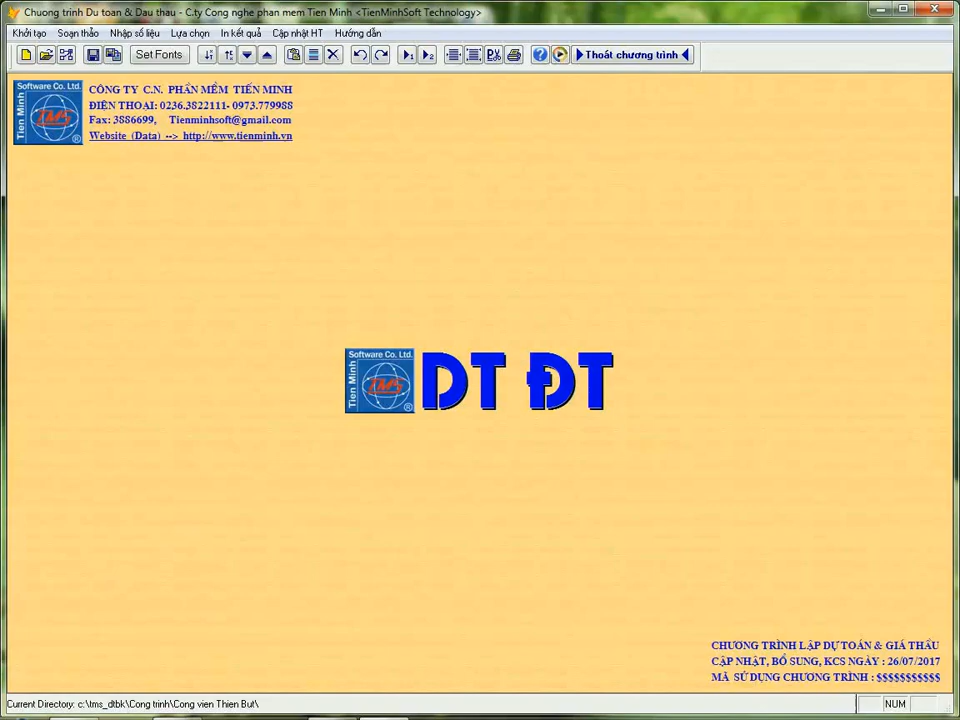 Chuong trinh Du toan & Dau thau - C.ty Cong nghe phan mem Tien Minh <TienMinhSoft Technology>
Khởi tạo Soạn thảo Nhập số liệu Lựa chọn In kết quả Cập nhật HT Hướng dẫn
Set Fonts Thoát chương trình
Software Co. Ltd.
Tien Minh
TMS
®
CÔNG TY C.N. PHẦN MỀM TIẾN MINH
ĐIỆN THOẠI: 0236.3822111- 0973.779988
Fax: 3886699, Tienminhsoft@gmail.com
Website (Data) --> http://www.tienminh.vn
Software Co. Ltd.
Tien Minh
TMS
®
DT ĐT
CHƯƠNG TRÌNH LẬP DỰ TOÁN & GIÁ THẦU
CẬP NHẬT, BỔ SUNG, KCS NGÀY : 26/07/2017
MÃ SỬ DỤNG CHƯƠNG TRÌNH : $$$$$$$$$$$
Current Directory: c:\tms_dtbk\Cong trinh\Cong vien Thien But\ NUM